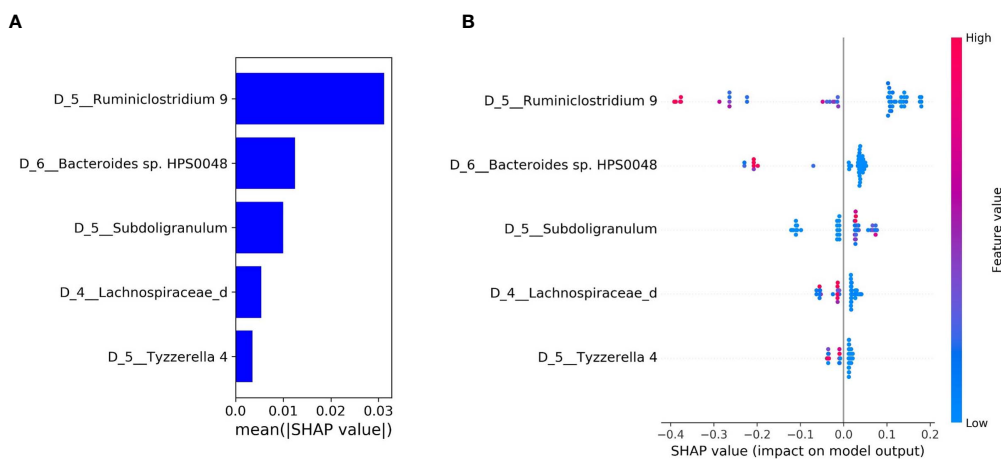 A
D_5__Ruminiclostridium 9
D_6__Bacteroides sp. HPS0048
D_5__Subdoligranulum
D_4__Lachnospiraceae_d
D_5__Tyzzerella 4
0.0 0.01 0.02 0.03
mean(|SHAP value|)
B
High
D_5__Ruminiclostridium 9
D_6__Bacteroides sp. HPS0048
D_5__Subdoligranulum
D_4__Lachnospiraceae_d
D_5__Tyzzerella 4
Feature value
Low
−0.4 −0.3 −0.2 −0.1 0.0 0.1 0.2
SHAP value (impact on model output)